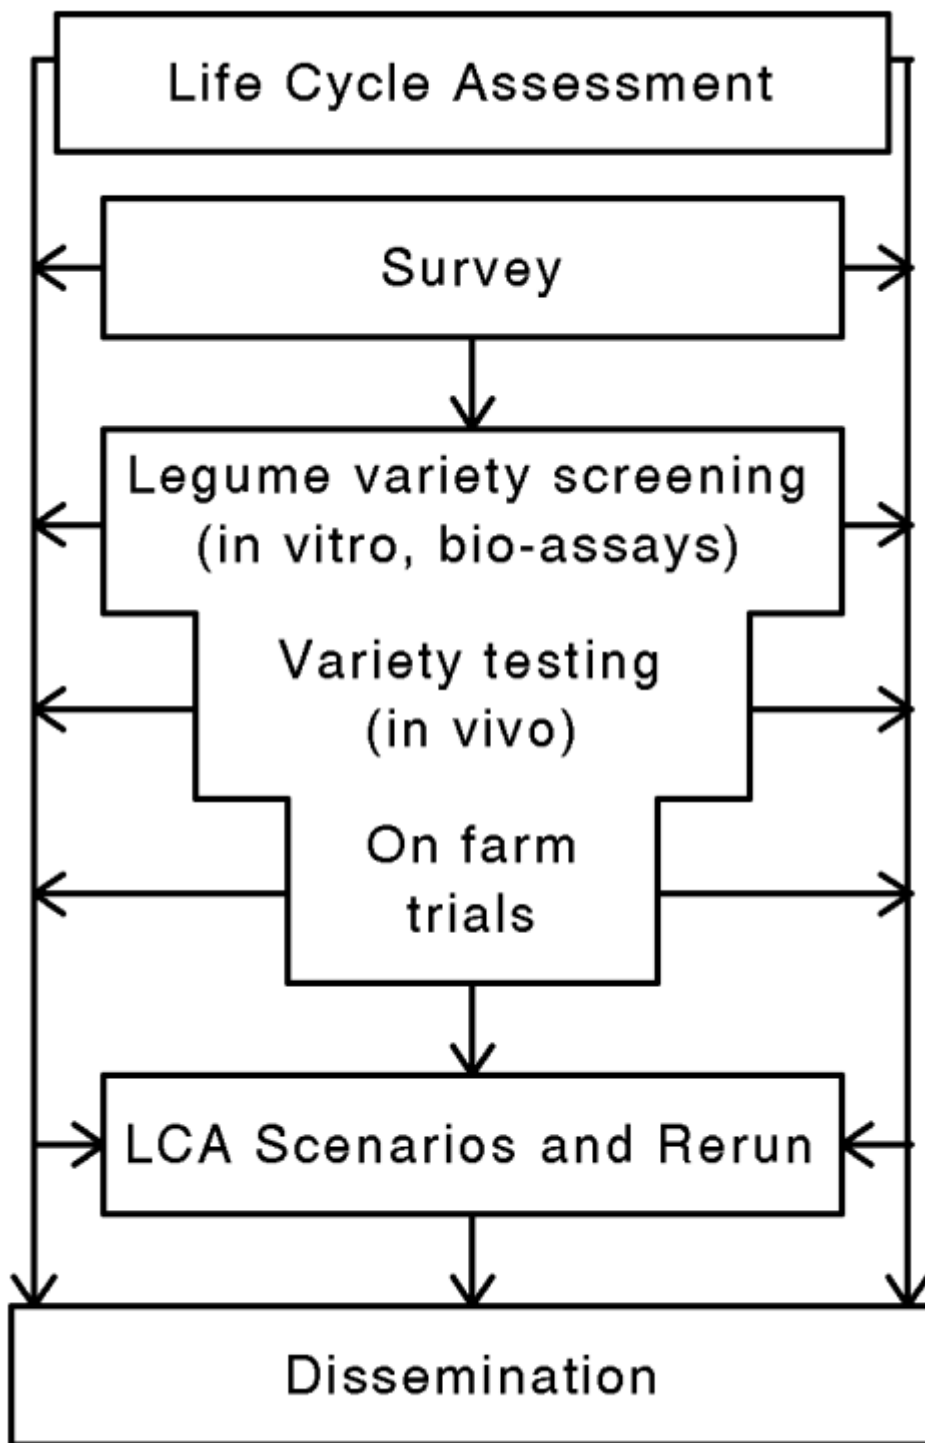 Life Cycle Assessment
Survey
Legume variety screening
(in vitro, bio-assays)
Variety testing
(in vivo)
On farm
trials
LCA Scenarios and Rerun
Dissemination